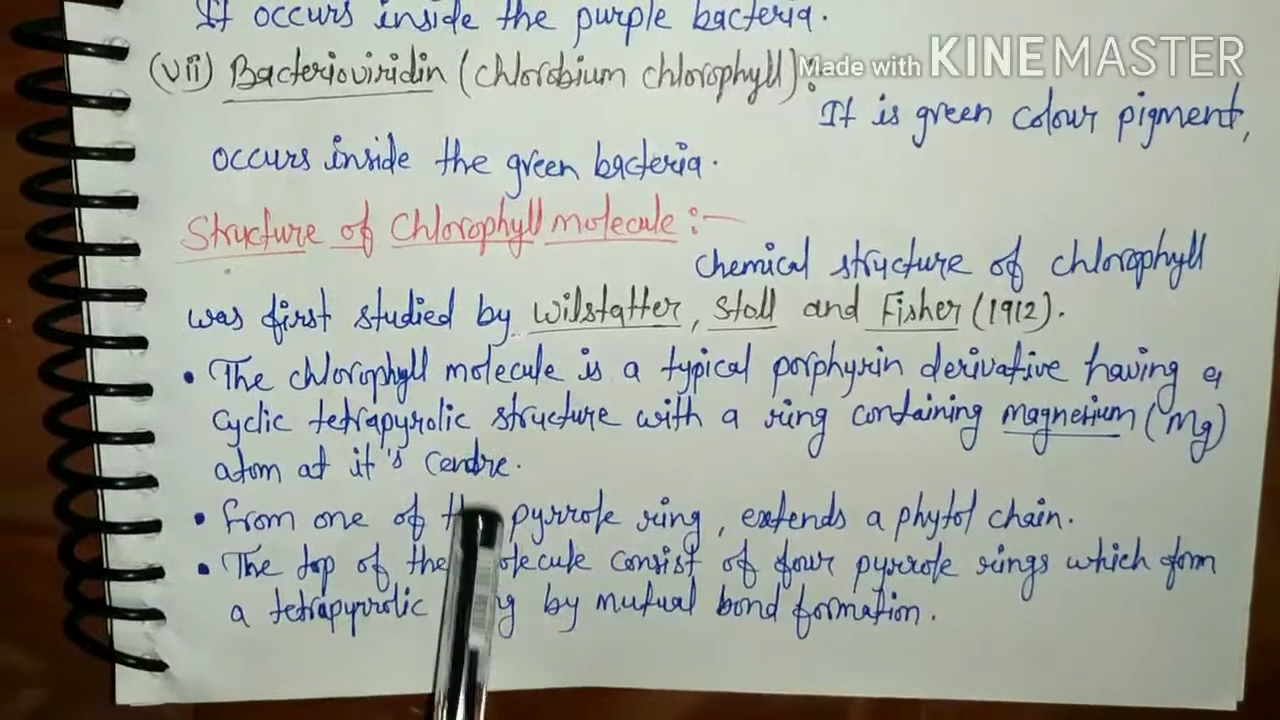 It occurs inside the purple bacteria.
(vii) Bacterioviridin (chlorobium chlorophyll):
Made with KINEMASTER
It is green colour pigment,
occurs inside the green bacteria.
Structure of Chlorophyll molecule :-
Chemical structure of chlorophyll
was first studied by Wilstatter, Stoll and Fisher (1912).
• The chlorophyll molecule is a typical porphyrin derivative having a
cyclic tetrapyrolic structure with a ring containing magnesium (Mg)
atom at it's centre.
• From one of pyrrole ring, extends a phytol chain.
• The top of the consist of four pyrrole rings which form
a tetrapyrrolic by mutual bond formation.